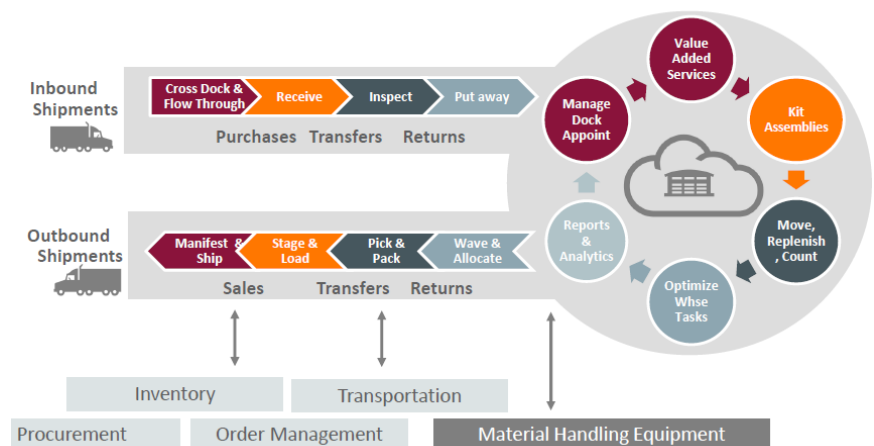 Inbound
Shipments
Cross Dock &
Flow Through
Receive
Inspect
Put away
Purchases Transfers Returns
Outbound
Shipments
Manifest &
Ship
Stage &
Load
Pick &
Pack
Wave &
Allocate
Sales Transfers Returns
Value
Added
Services
Kit
Assemblies
Move,
Replenish
, Count
Optimize
Whse
Tasks
Reports
&
Analytics
Manage
Dock
Appoint
Inventory
Transportation
Procurement
Order Management
Material Handling Equipment